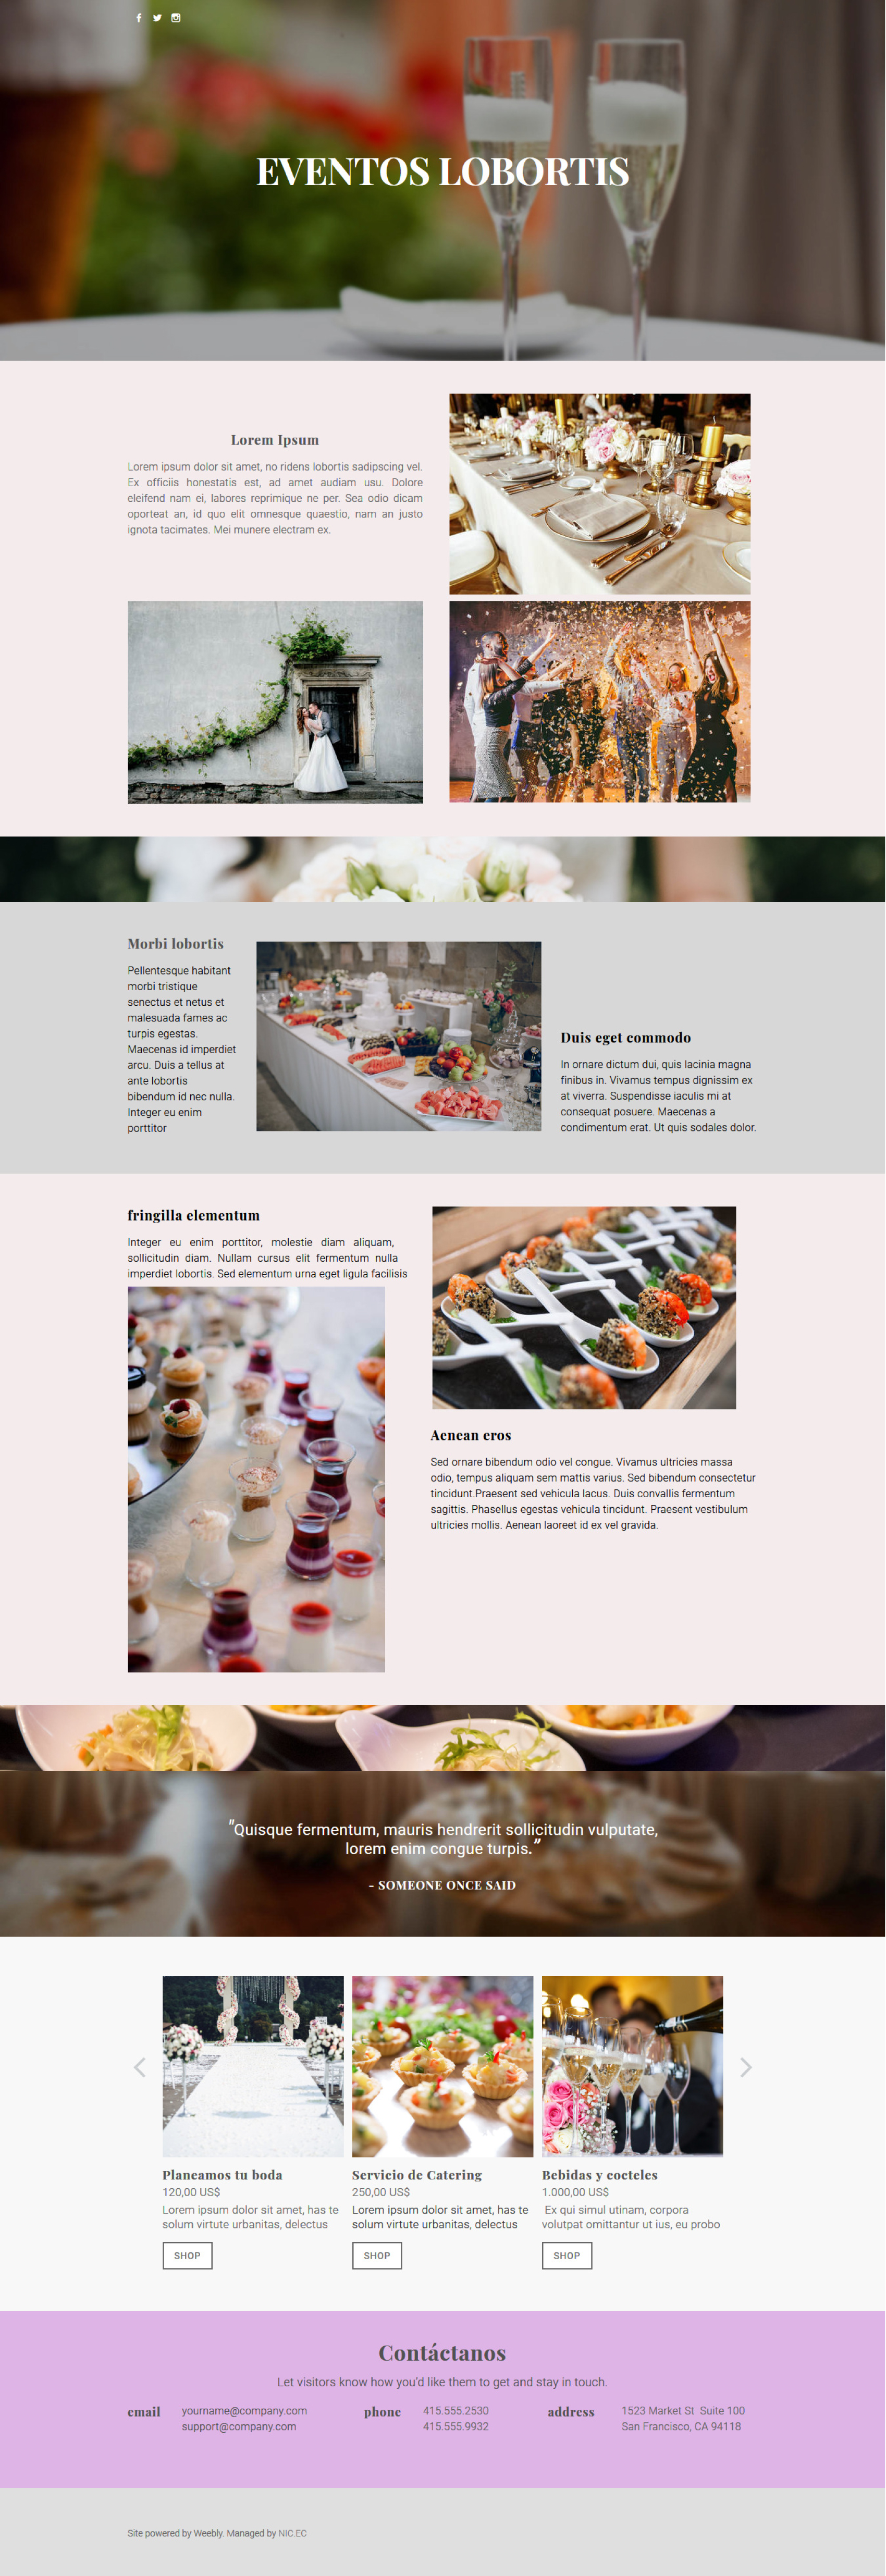 EVENTOS LOBORTIS
Lorem Ipsum
Lorem ipsum dolor sit amet, no ridens lobortis sadipscing vel.
Ex officiis honestatis est, ad amet audiam usu. Dolore
eleifend nam ei, labores reprimique ne per. Sea odio dicam
oporteat an, id quo elit omnesque quaestio, nam an justo
ignota tacimates. Mei munere electram ex.
Morbi lobortis
Pellentesque habitant
morbi tristique
senectus et netus et
malesuada fames ac
turpis egestas.
Maecenas id imperdiet
arcu. Duis a tellus at
ante lobortis
bibendum id nec nulla.
Integer eu enim
porttitor
Duis eget commodo
In ornare dictum dui, quis lacinia magna
finibus in. Vivamus tempus dignissim ex
at viverra. Suspendisse iaculis mi at
consequat posuere. Maecenas a
condimentum erat. Ut quis sodales dolor.
fringilla elementum
Integer eu enim porttitor, molestie diam aliquam,
sollicitudin diam. Nullam cursus elit fermentum nulla
imperdiet lobortis. Sed elementum urna eget ligula facilisis
Aenean eros
Sed ornare bibendum odio vel congue. Vivamus ultricies massa
odio, tempus aliquam sem mattis varius. Sed bibendum consectetur
tincidunt.Praesent sed vehicula lacus. Duis convallis fermentum
sagittis. Phasellus egestas vehicula tincidunt. Praesent vestibulum
ultricies mollis. Aenean laoreet id ex vel gravida.
"Quisque fermentum, mauris hendrerit sollicitudin vulputate,
lorem enim congue turpis.”
- SOMEONE ONCE SAID
Planeamos tu boda
120,00 US$
Lorem ipsum dolor sit amet, has te
solum virtute urbanitas, delectus
SHOP
Servicio de Catering
250,00 US$
Lorem ipsum dolor sit amet, has te
solum virtute urbanitas, delectus
SHOP
Bebidas y cocteles
1.000,00 US$
Ex qui simul utinam, corpora
volutpat omittantur ut ius, eu probo
SHOP
Contáctanos
Let visitors know how you'd like them to get and stay in touch.
email
yourname@company.com
support@company.com
phone
415.555.2530
415.555.9932
address
1523 Market St Suite 100
San Francisco, CA 94118
Site powered by Weebly. Managed by NIC.EC